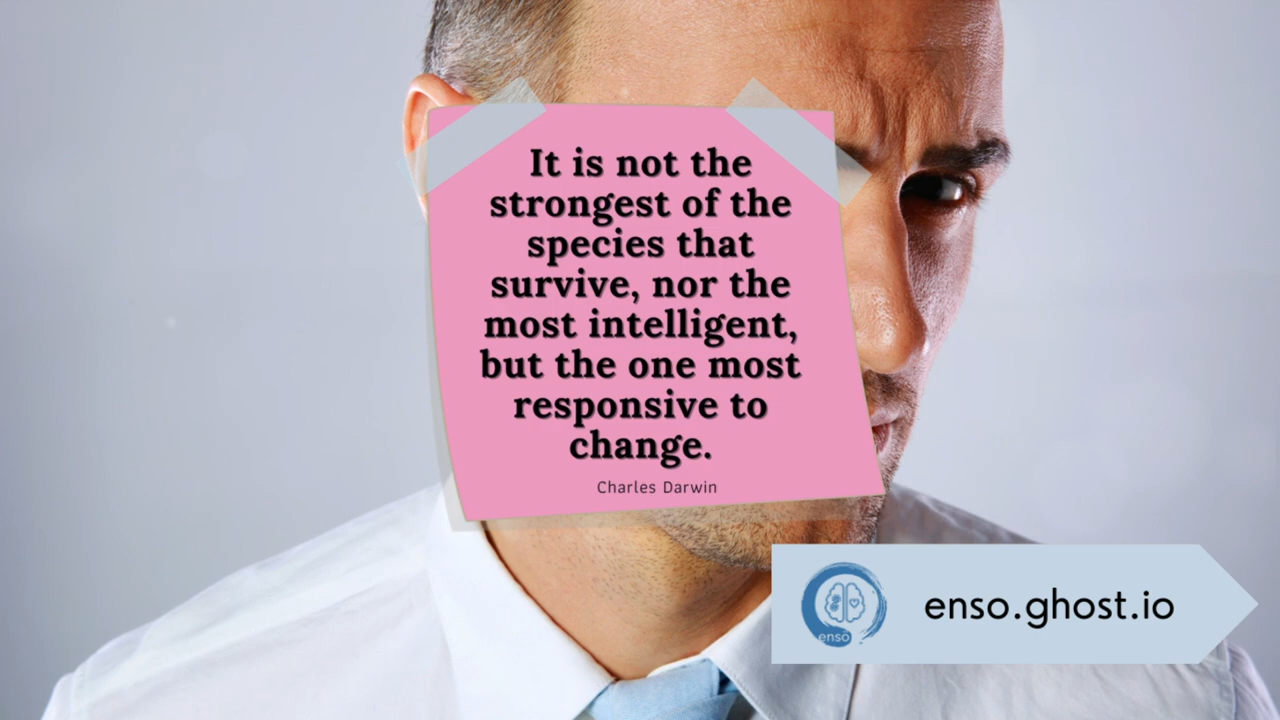 It is not the
strongest of the
species that
survive, nor the
most intelligent,
but the one most
responsive to
change.
Charles Darwin
enso
enso.ghost.io